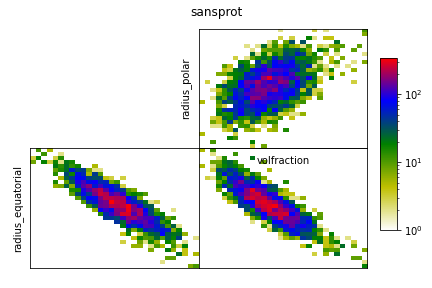 sansprot
radius_polar
10²
10¹
10⁰
volfraction
radius_equatorial